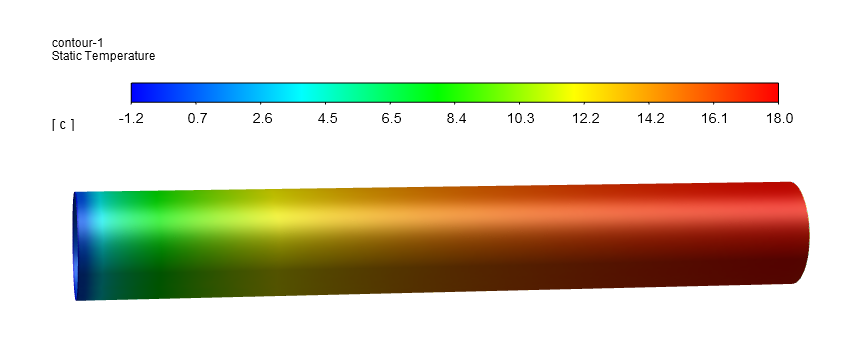 contour-1
Static Temperature
[ c ]
-1.2 0.7 2.6 4.5 6.5 8.4 10.3 12.2 14.2 16.1 18.0